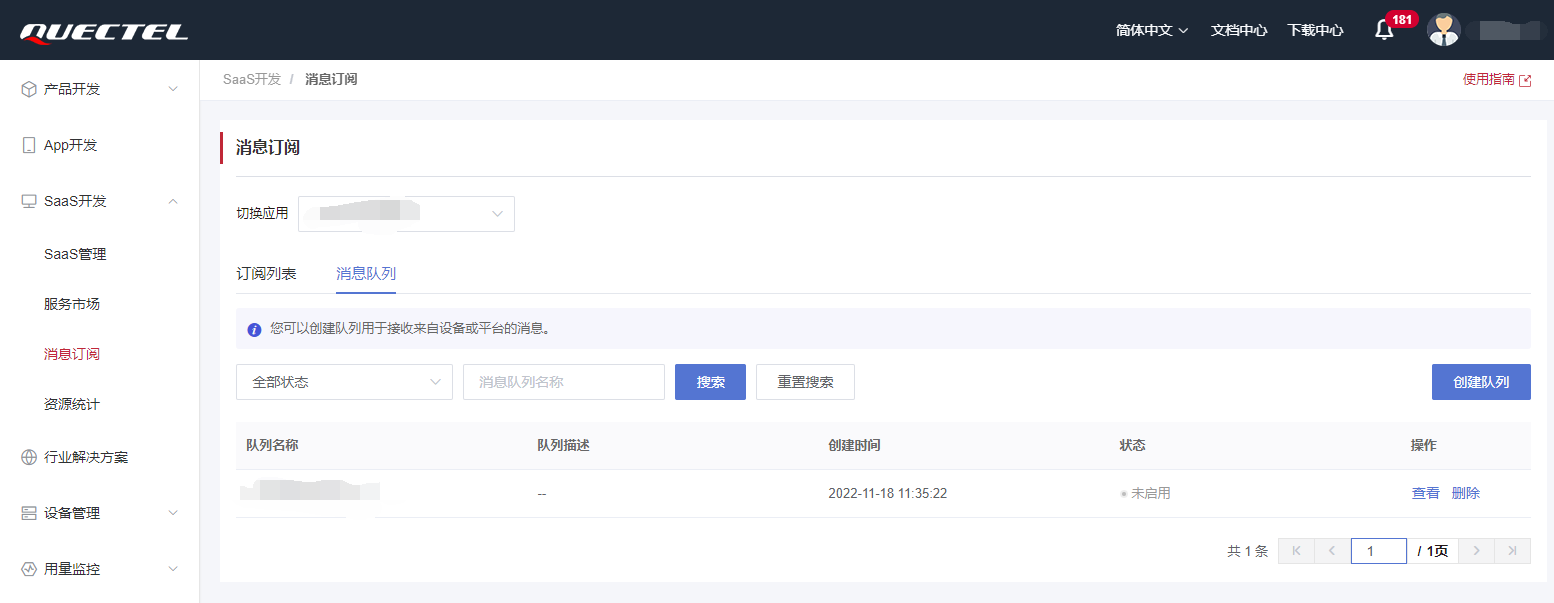 QUECTEL
简体中文 文档中心 下载中心 181
产品开发
App开发
SaaS开发
SaaS管理
服务市场
消息订阅
资源统计
行业解决方案
设备管理
用量监控
SaaS开发 / 消息订阅 使用指南
消息订阅
切换应用
订阅列表 消息队列
您可以创建队列用于接收来自设备或平台的消息。
全部状态 消息队列名称 搜索 重置搜索 创建队列
队列名称 队列描述 创建时间 状态 操作
-- 2022-11-18 11:35:22 未启用 查看 删除
共 1 条 1 / 1页